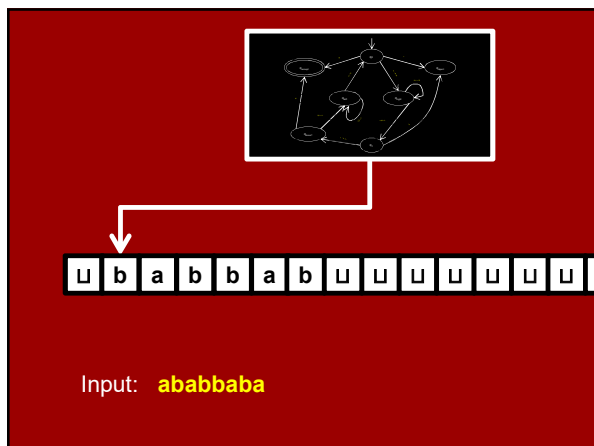 ⊔ b a b b a b ⊔ ⊔ ⊔ ⊔ ⊔ ⊔ ⊔
Input: ababbaba